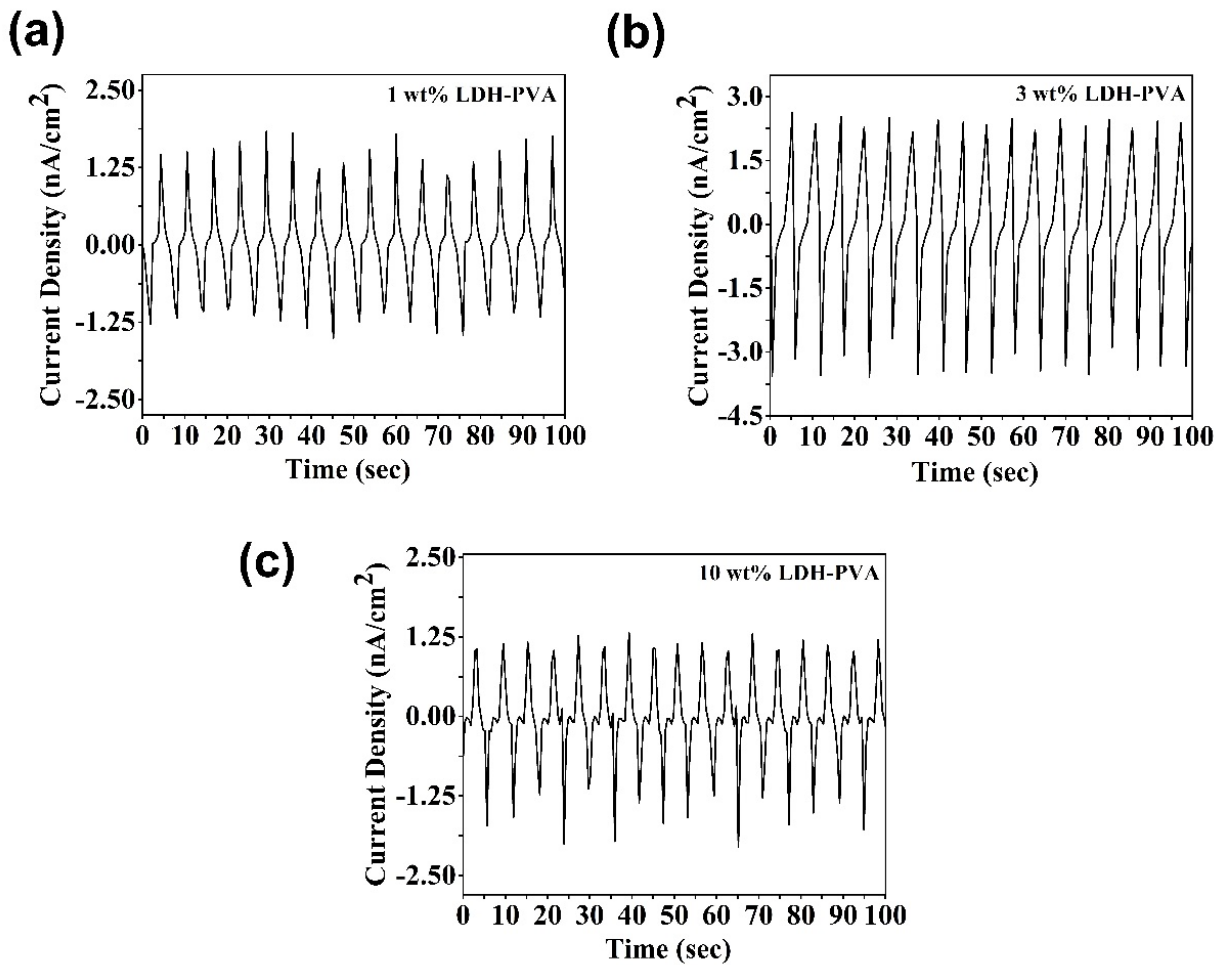 (a)
1 wt% LDH-PVA
Current Density (nA/cm²)
2.50
1.25
0.00
-1.25
-2.50
0 10 20 30 40 50 60 70 80 90 100
Time (sec)
(b)
3 wt% LDH-PVA
Current Density (nA/cm²)
3.0
1.5
0.0
-1.5
-3.0
-4.5
0 10 20 30 40 50 60 70 80 90 100
Time (sec)
(c)
10 wt% LDH-PVA
Current Density (nA/cm²)
2.50
1.25
0.00
-1.25
-2.50
0 10 20 30 40 50 60 70 80 90 100
Time (sec)